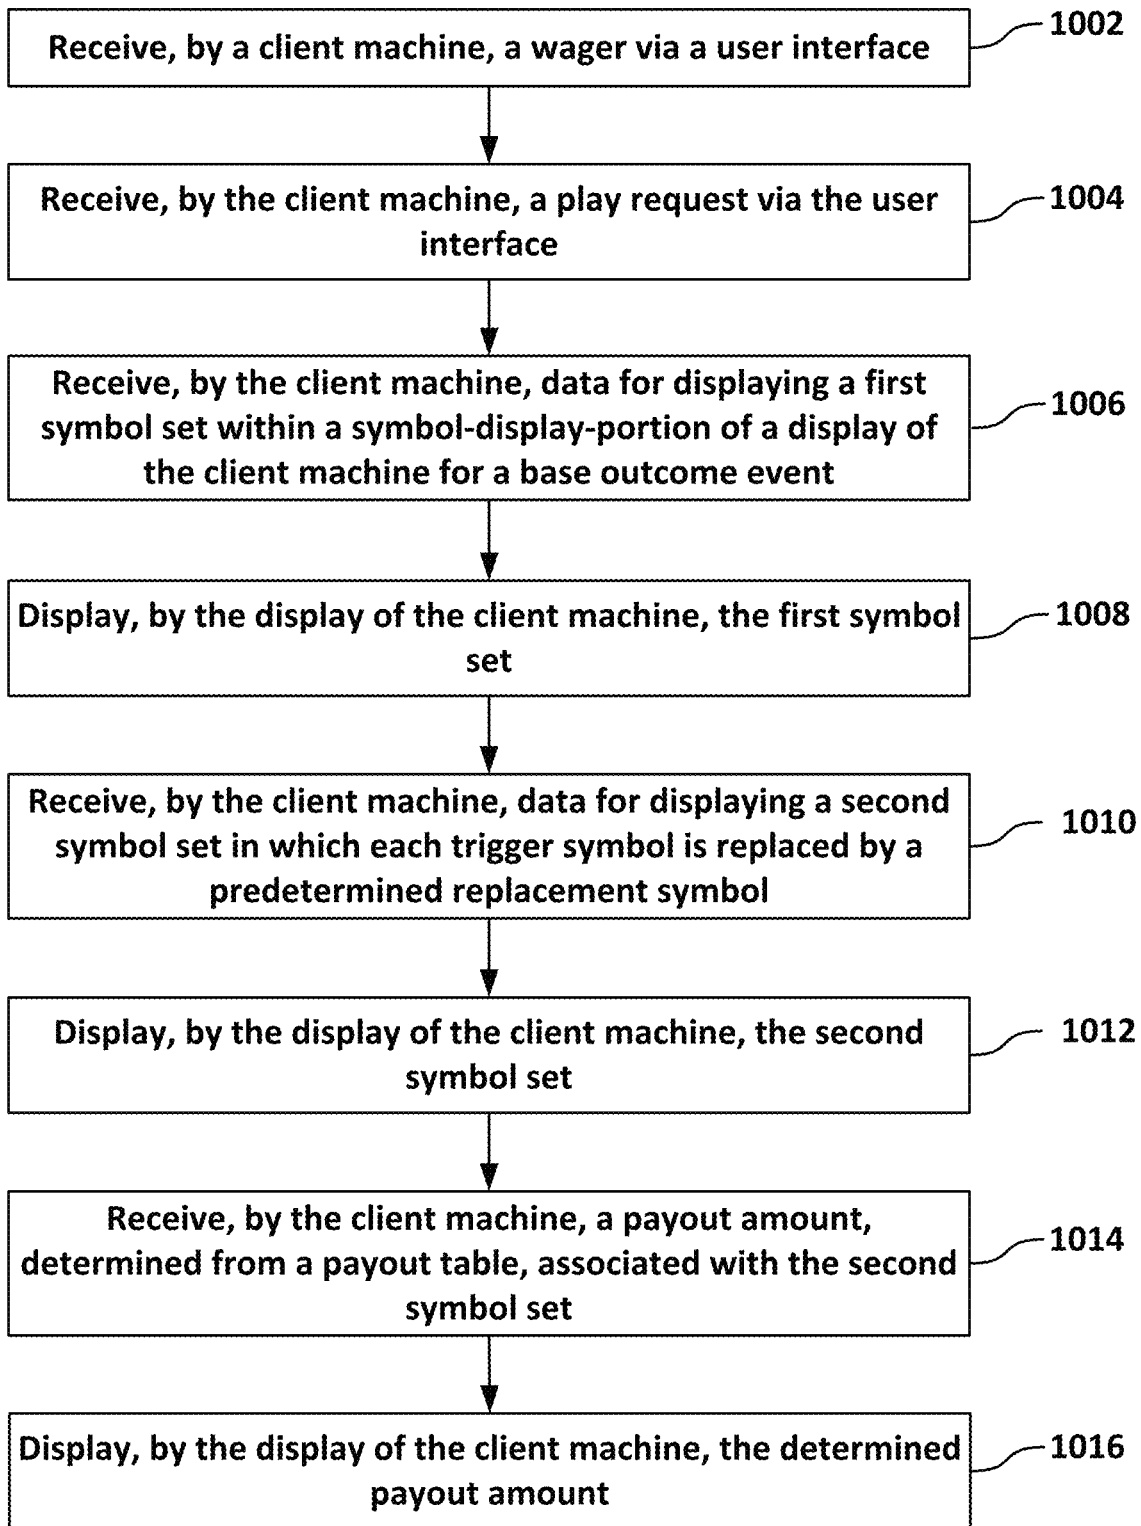 Receive, by a client machine, a wager via a user interface
1002
Receive, by the client machine, a play request via the user
interface
1004
Receive, by the client machine, data for displaying a first
symbol set within a symbol-display-portion of a display of
the client machine for a base outcome event
1006
Display, by the display of the client machine, the first symbol
set
1008
Receive, by the client machine, data for displaying a second
symbol set in which each trigger symbol is replaced by a
predetermined replacement symbol
1010
Display, by the display of the client machine, the second
symbol set
1012
Receive, by the client machine, a payout amount,
determined from a payout table, associated with the second
symbol set
1014
Display, by the display of the client machine, the determined
payout amount
1016